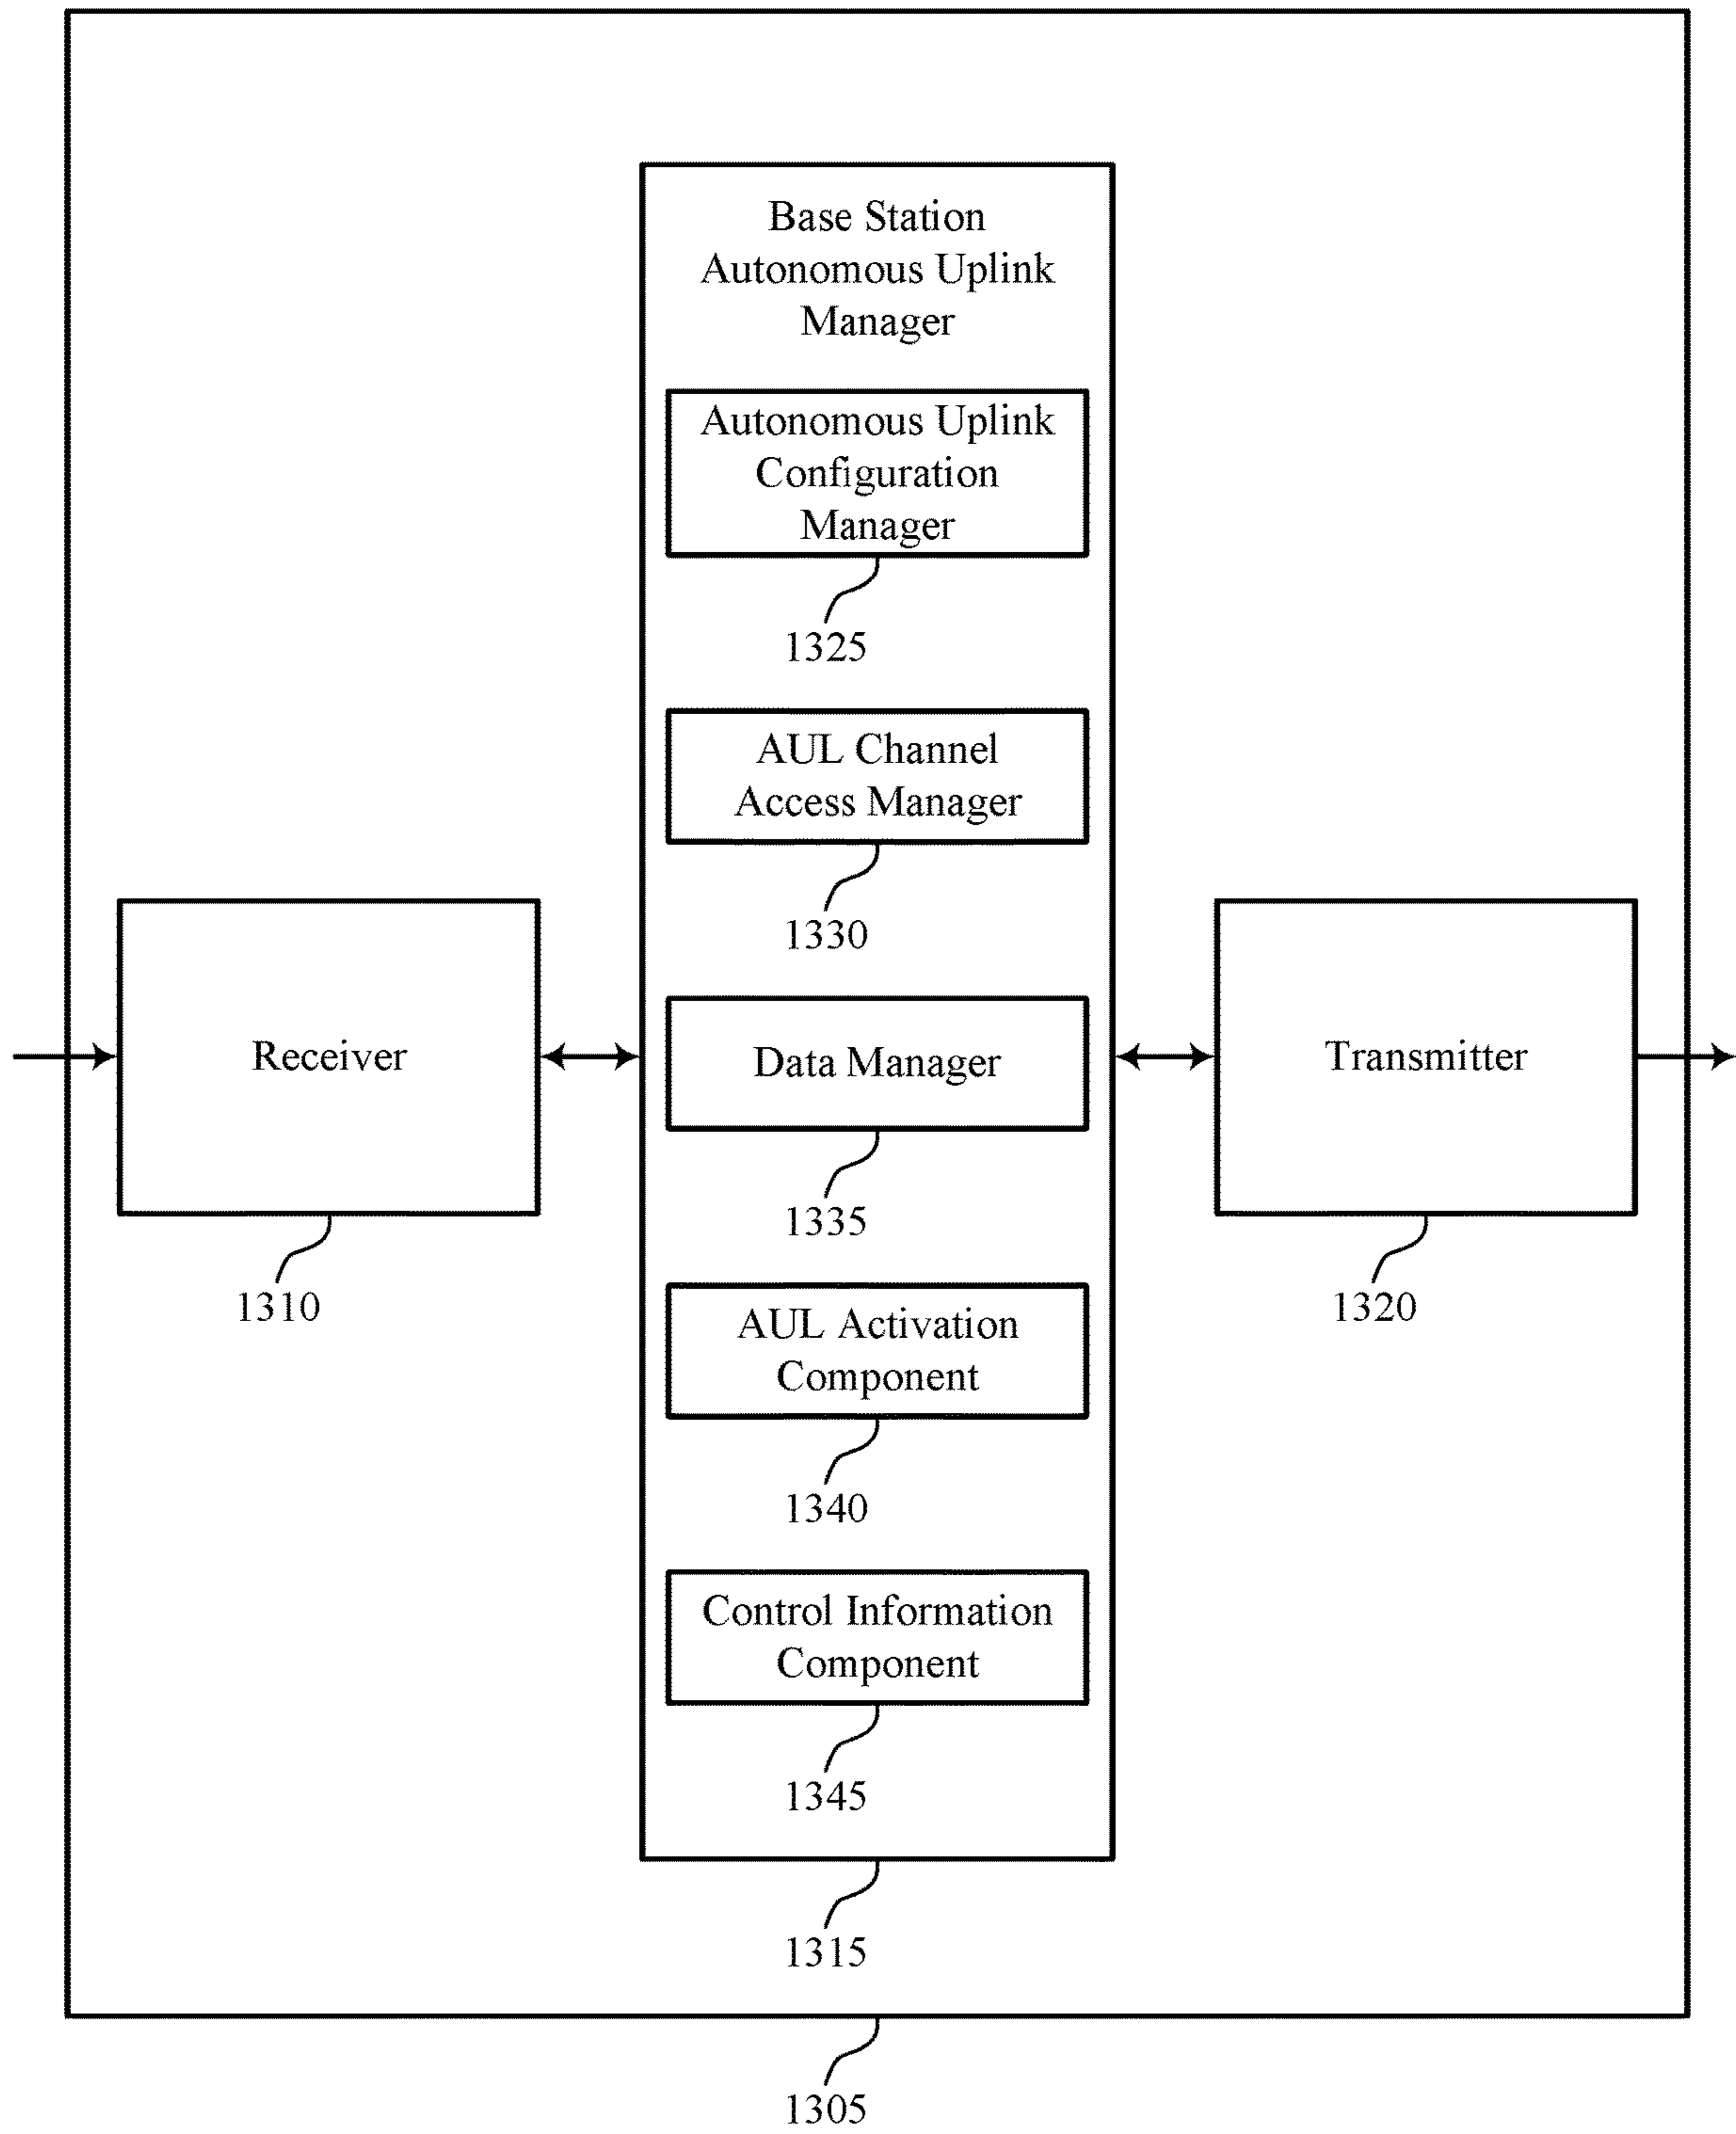 Base Station
Autonomous Uplink
Manager
Autonomous Uplink
Configuration
Manager
1325
AUL Channel
Access Manager
1330
Receiver
1310
Data Manager
1335
Transmitter
1320
AUL Activation
Component
1340
Control Information
Component
1345
1315
1305